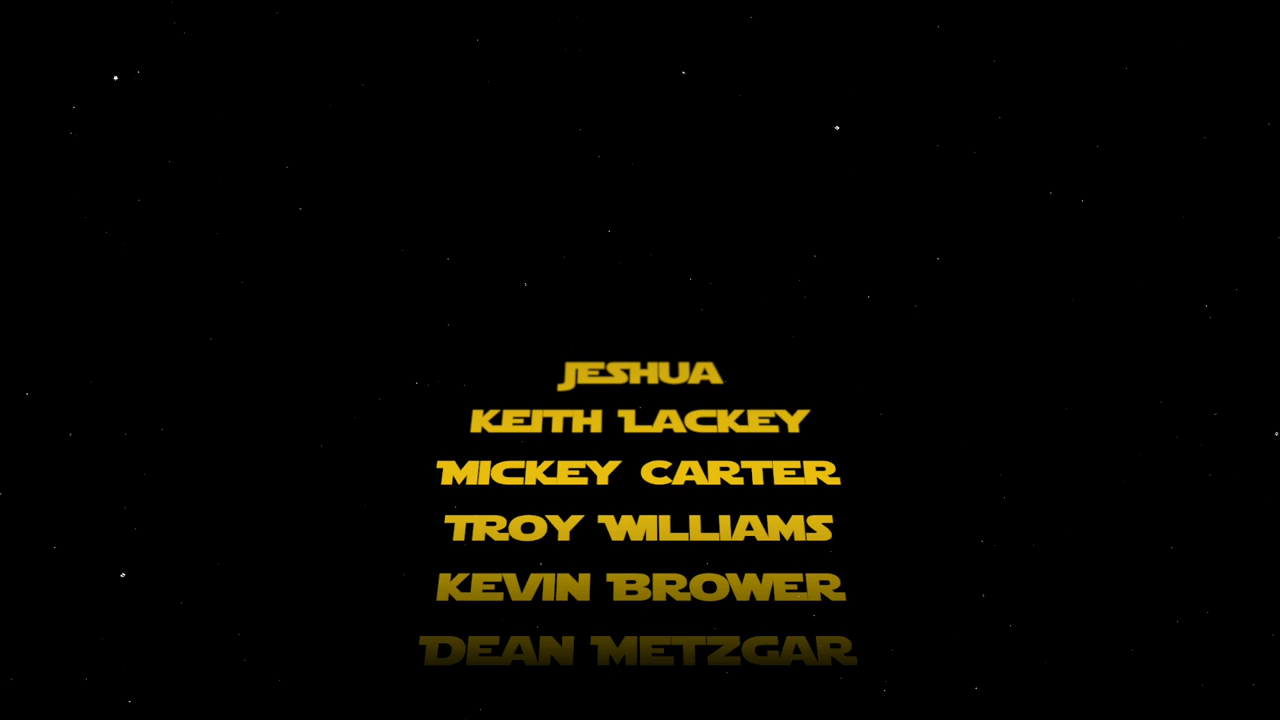 Jeshua
Keith Lackey
Mickey Carter
Troy Williams
Kevin Brower
Dean Metzgar